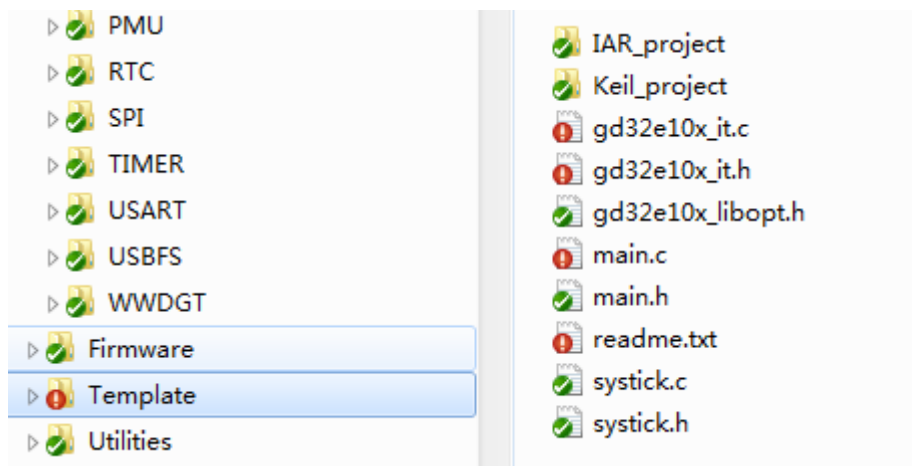 PMU
RTC
SPI
TIMER
USART
USBFS
WWDGT
Firmware
Template
Utilities
IAR_project
Keil_project
gd32e10x_it.c
gd32e10x_it.h
gd32e10x_libopt.h
main.c
main.h
readme.txt
systick.c
systick.h